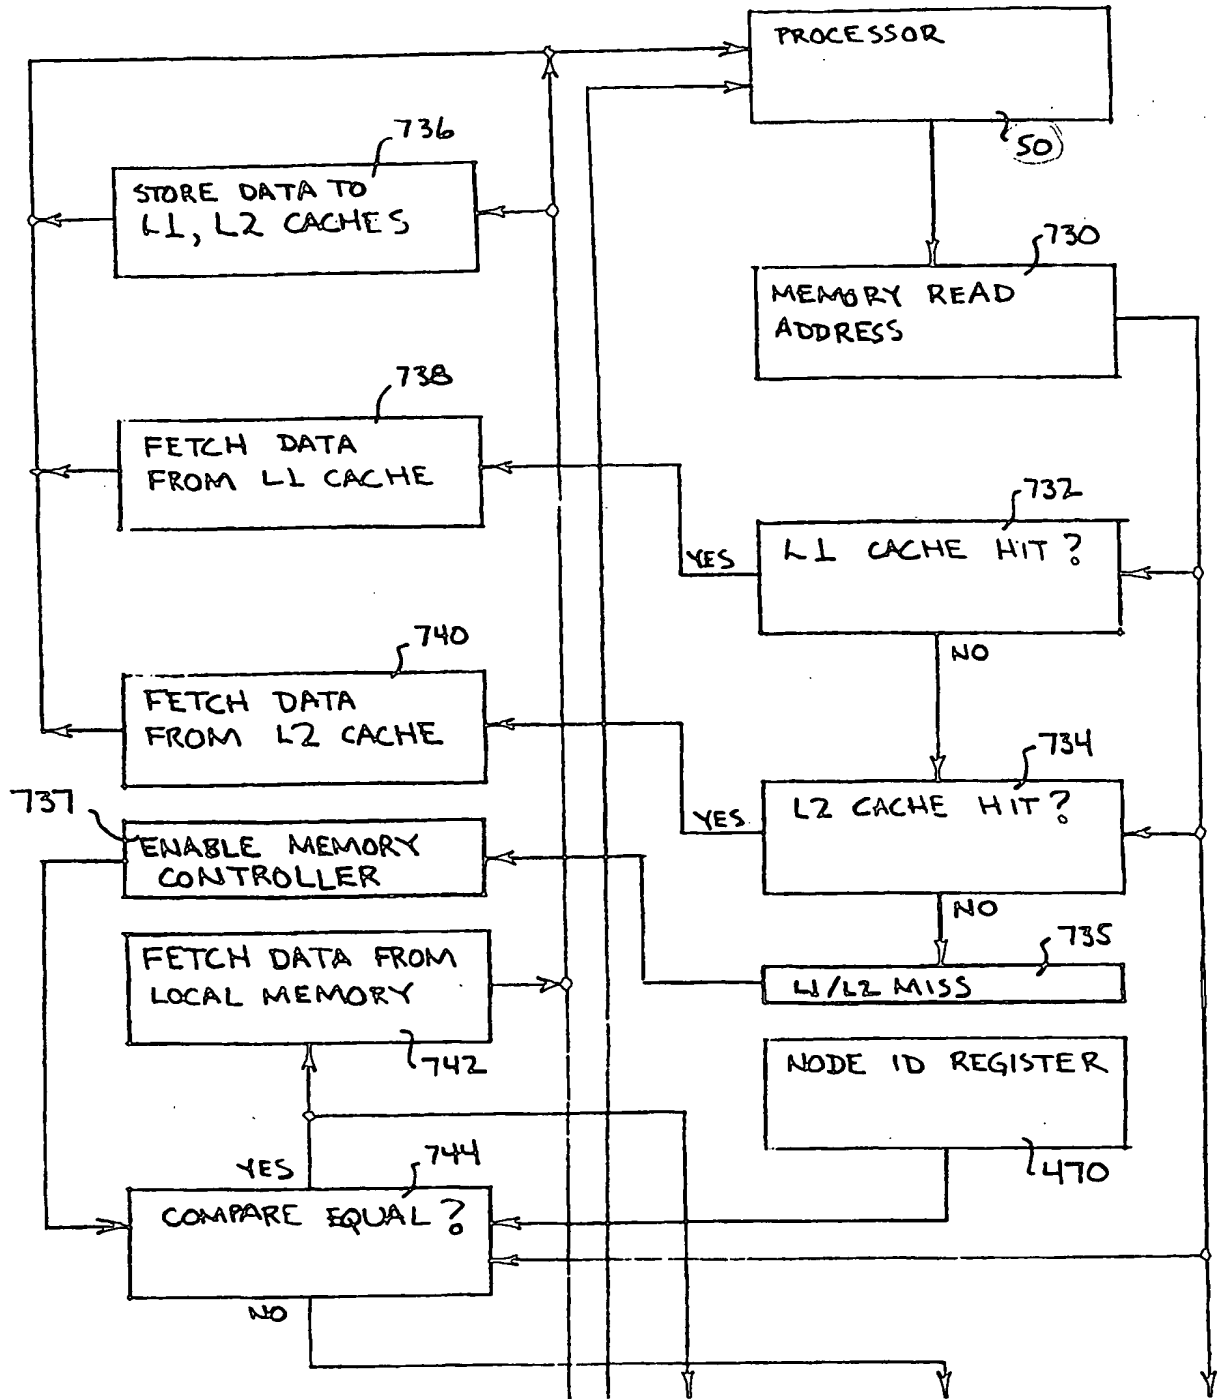 PROCESSOR
50
736
STORE DATA TO
L1, L2 CACHES
730
MEMORY READ
ADDRESS
738
FETCH DATA
FROM L1 CACHE
732
L1 CACHE HIT?
YES
NO
740
FETCH DATA
FROM L2 CACHE
734
L2 CACHE HIT?
YES
NO
737
ENABLE MEMORY
CONTROLLER
735
L1/L2 MISS
FETCH DATA FROM
LOCAL MEMORY
742
NODE ID REGISTER
470
YES
744
COMPARE EQUAL?
NO